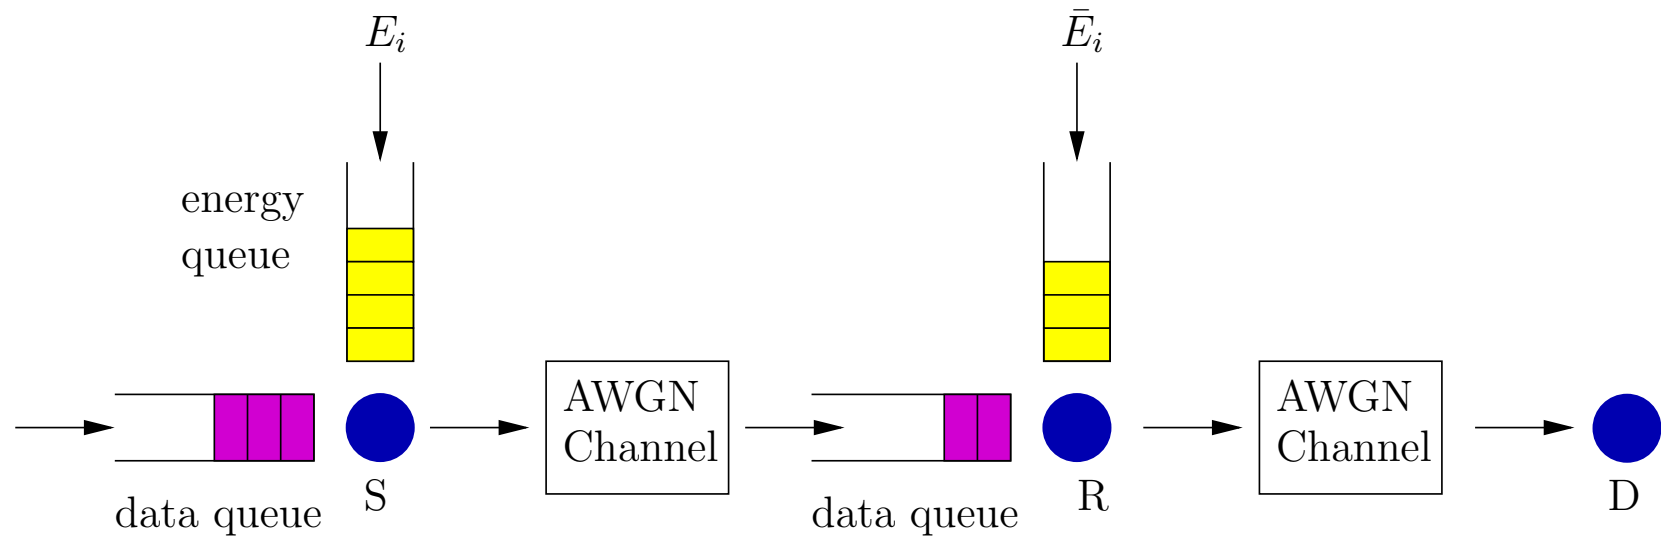 E_i
Ē_i
energy
queue
AWGN
Channel
AWGN
Channel
S
R
D
data queue
data queue